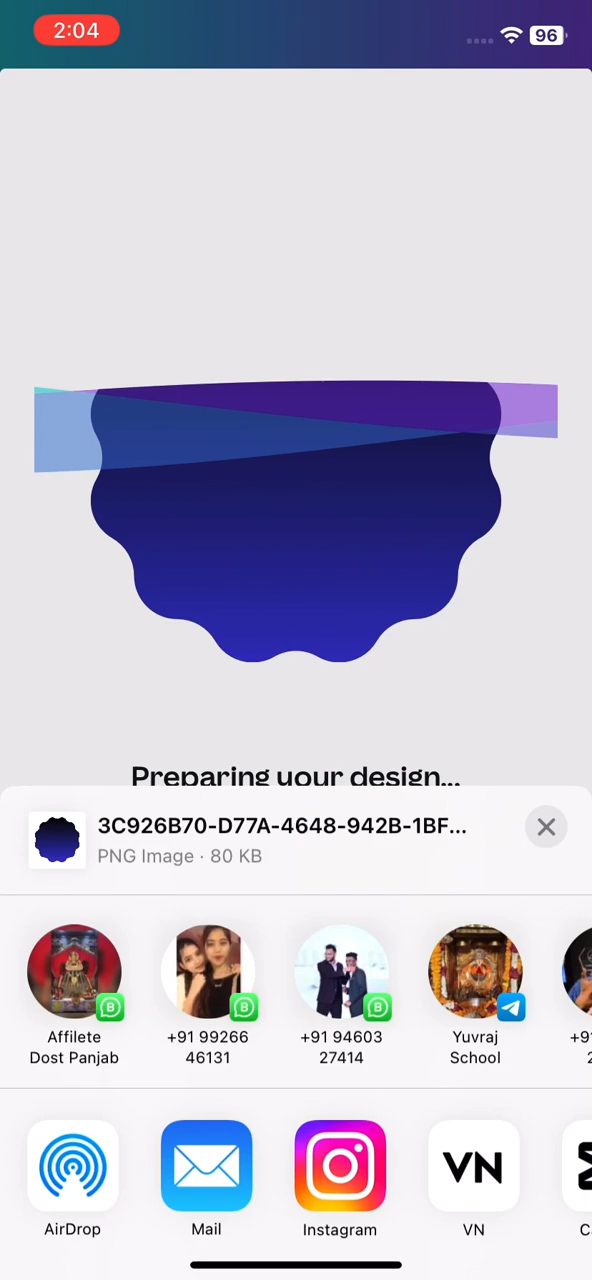 2:04
96
Preparing your design...
3C926B70-D77A-4648-942B-1BF...
PNG Image · 80 KB
Affilete
Dost Panjab
+91 99266
46131
+91 94603
27414
Yuvraj
School
VN
AirDrop
Mail
Instagram
VN